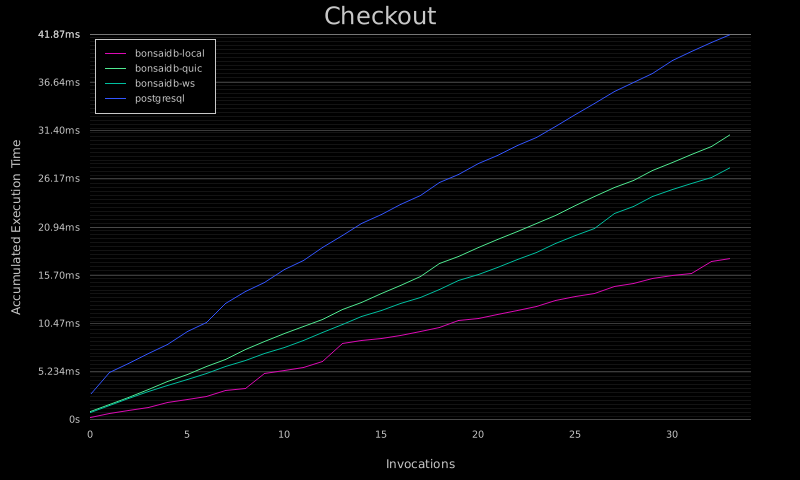 Checkout
41.87ms
36.64ms
31.40ms
26.17ms
20.94ms
15.70ms
10.47ms
5.234ms
0s
bonsaidb-local
bonsaidb-quic
bonsaidb-ws
postgresql
Accumulated Execution Time
0 5 10 15 20 25 30
Invocations